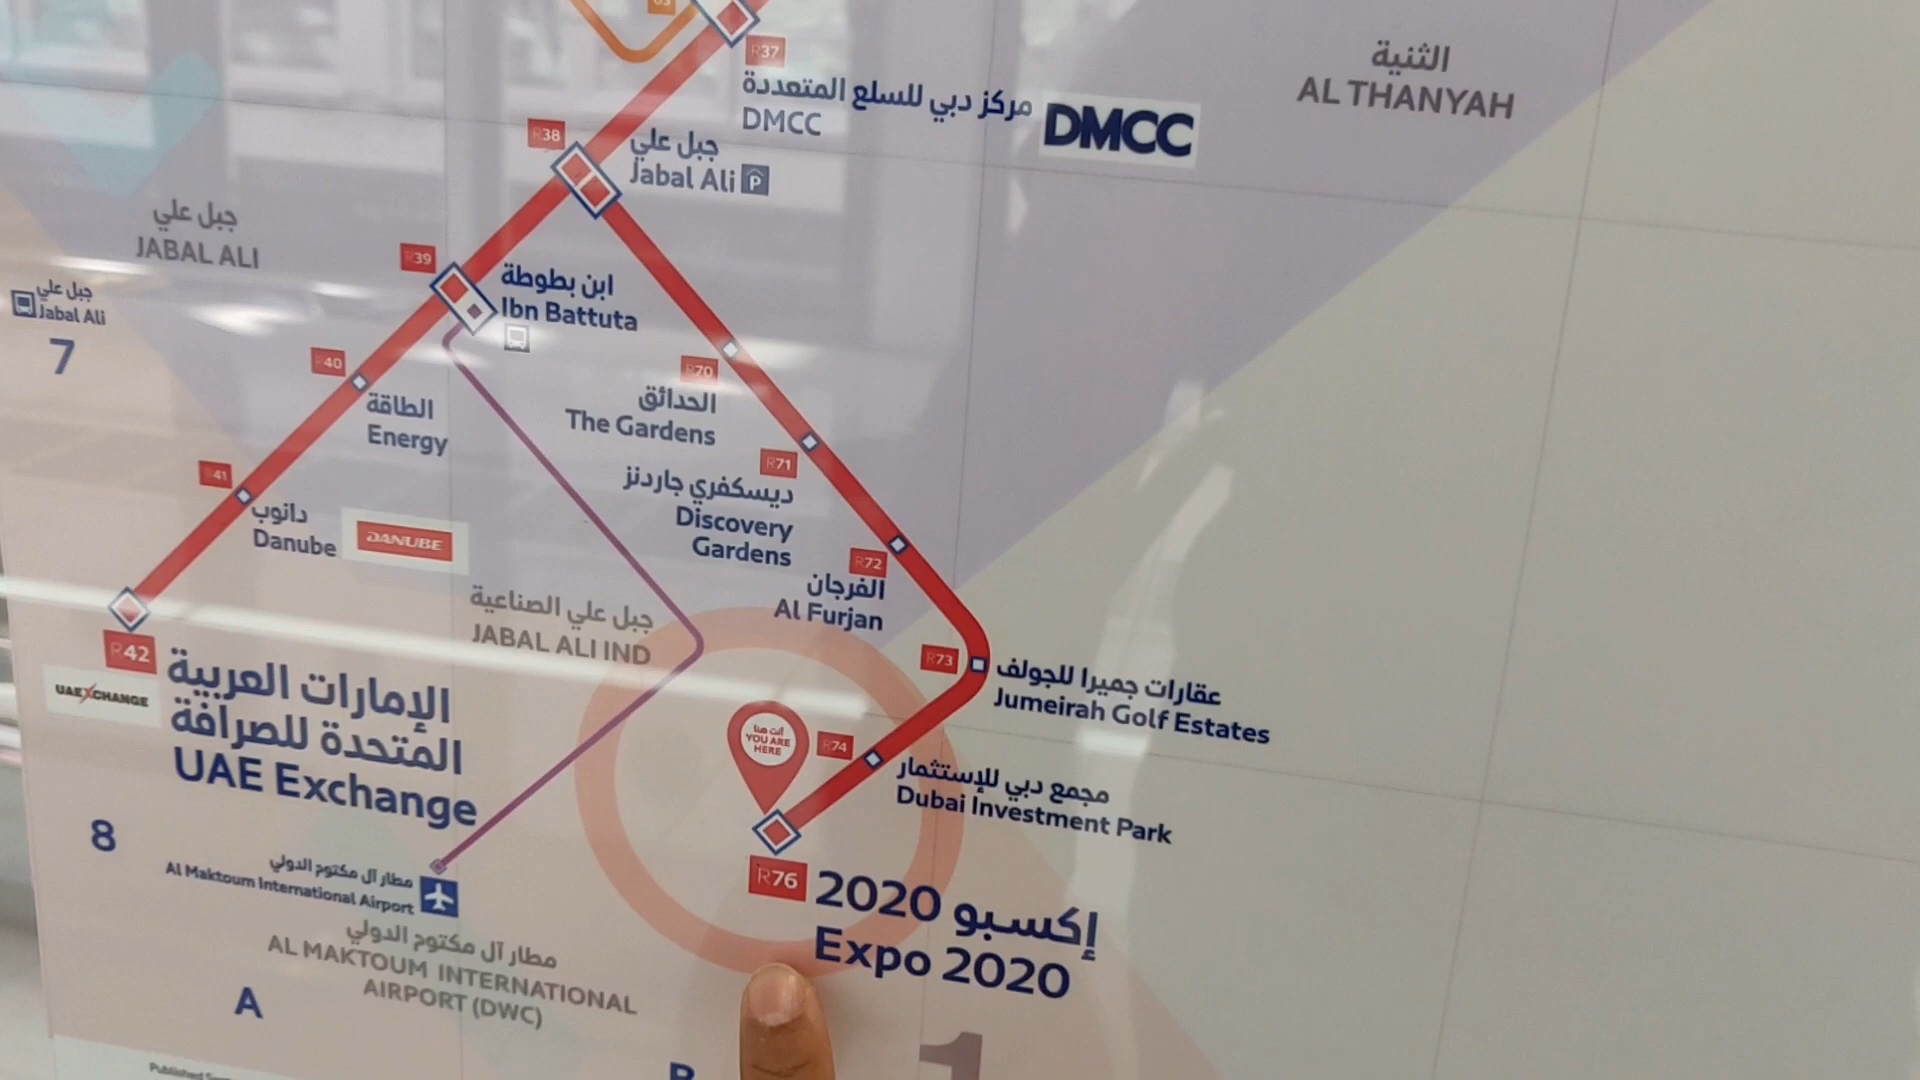 03
R37
مركز دبي للسلع المتعددة
DMCC
DMCC
الثنية
AL THANYAH
R38
جبل علي
Jabal Ali P
جبل علي
JABAL ALI
R39
ابن بطوطة
Ibn Battuta
جبل علي
Jabal Ali
7
R40
الطاقة
Energy
R70
الحدائق
The Gardens
R41
دانوب
Danube
DANUBE
R71
ديسكفري جاردنز
Discovery
Gardens
R72
الفرجان
Al Furjan
جبل علي الصناعية
JABAL ALI IND
R42
UAEXCHANGE
الإمارات العربية
المتحدة للصرافة
UAE Exchange
R73
عقارات جميرا للجولف
Jumeirah Golf Estates
أنت هنا
YOU ARE
HERE
R74
مجمع دبي للإستثمار
Dubai Investment Park
8
مطار آل مكتوم الدولي
Al Maktoum International Airport
R76
إكسبو 2020
Expo 2020
مطار آل مكتوم الدولي
AL MAKTOUM INTERNATIONAL
AIRPORT (DWC)
A
B
1
Published